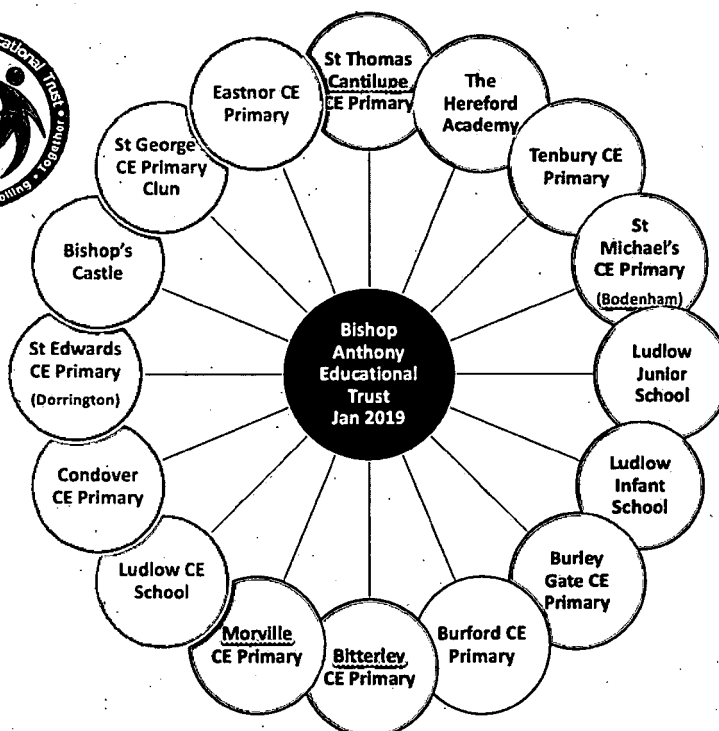 St Thomas
Cantilupe
CE Primary
The
Hereford
Academy
Tenbury CE
Primary
St
Michael's
CE Primary
(Bodenham)
Ludlow
Junior
School
Ludlow
Infant
School
Burley
Gate CE
Primary
Burford CE
Primary
Bitterley
CE Primary
Morville
CE Primary
Ludlow CE
School
Condover
CE Primary
St Edwards
CE Primary
(Dorrington)
Bishop's
Castle
St George
CE Primary
Clun
Eastnor CE
Primary
Bishop
Anthony
Educational
Trust
Jan 2019
Trust
Together